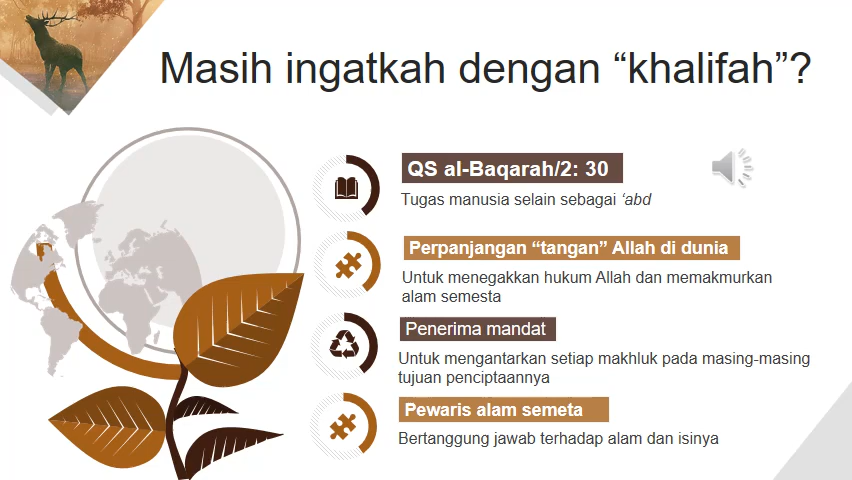 Masih ingatkah dengan “khalifah”?
QS al-Baqarah/2: 30
Tugas manusia selain sebagai ‘abd
Perpanjangan “tangan” Allah di dunia
Untuk menegakkan hukum Allah dan memakmurkan
alam semesta
Penerima mandat
Untuk mengantarkan setiap makhluk pada masing-masing
tujuan penciptaannya
Pewaris alam semeta
Bertanggung jawab terhadap alam dan isinya